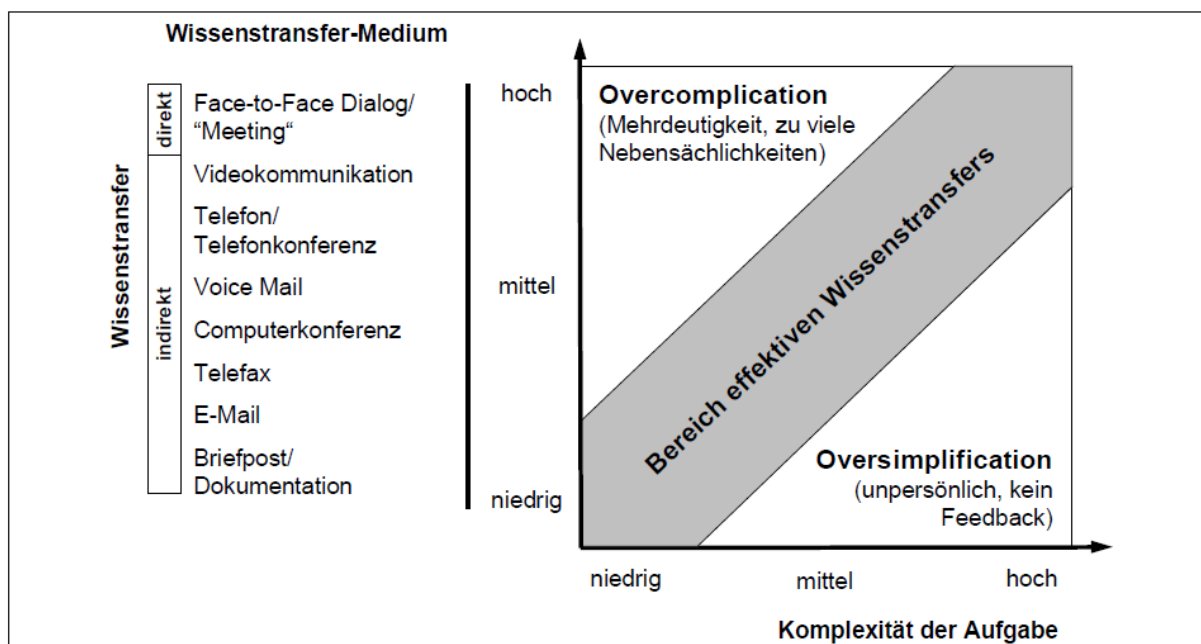 Wissenstransfer-Medium
Wissenstransfer
direkt
indirekt
Face-to-Face Dialog/
“Meeting“
Videokommunikation
Telefon/
Telefonkonferenz
Voice Mail
Computerkonferenz
Telefax
E-Mail
Briefpost/
Dokumentation
hoch
mittel
niedrig
Overcomplication
(Mehrdeutigkeit, zu viele
Nebensächlichkeiten)
Bereich effektiven Wissenstransfers
Oversimplification
(unpersönlich, kein
Feedback)
niedrig
mittel
hoch
Komplexität der Aufgabe